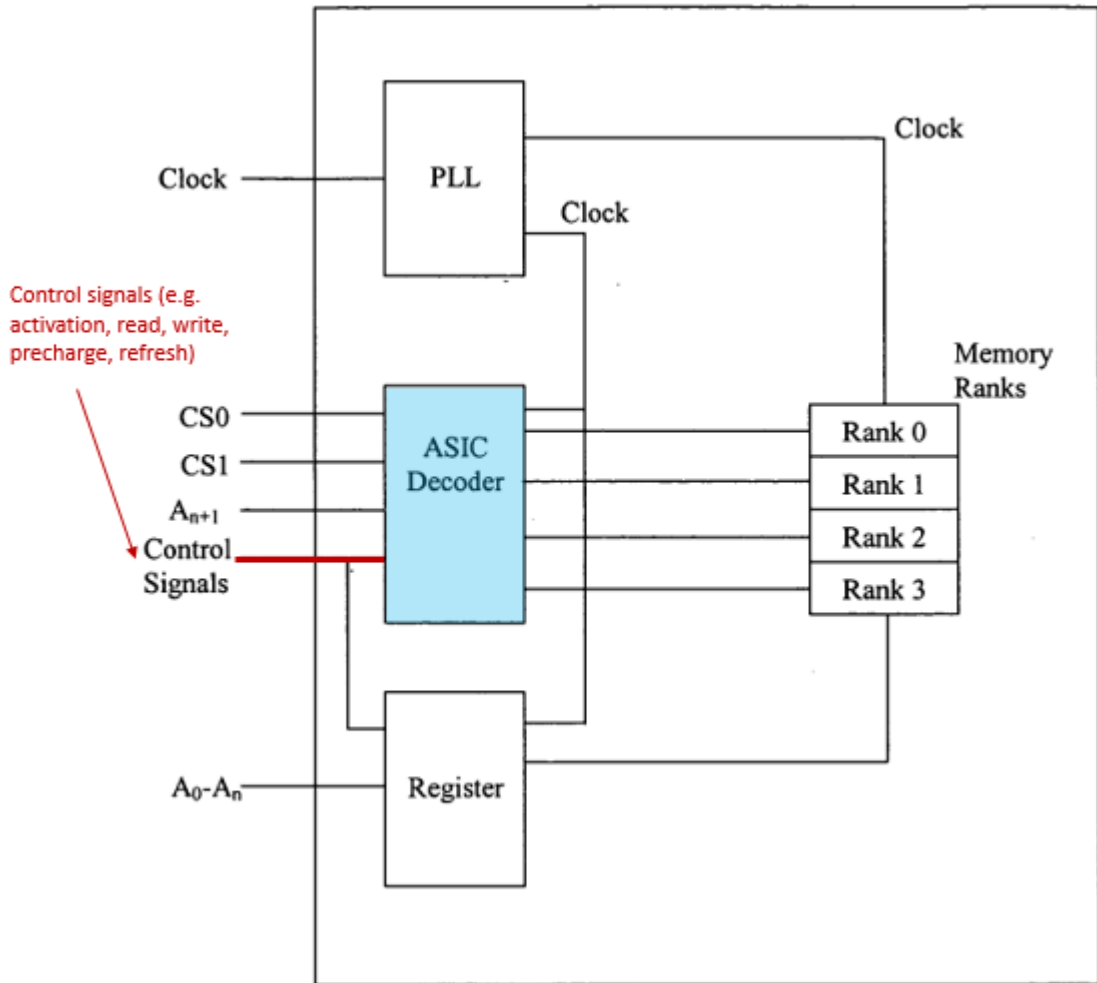 Clock
PLL
Clock
Clock
Control signals (e.g.
activation, read, write,
precharge, refresh)
CS0
CS1
Aₙ₊₁
Control
Signals
ASIC
Decoder
Memory
Ranks
Rank 0
Rank 1
Rank 2
Rank 3
A₀-Aₙ
Register